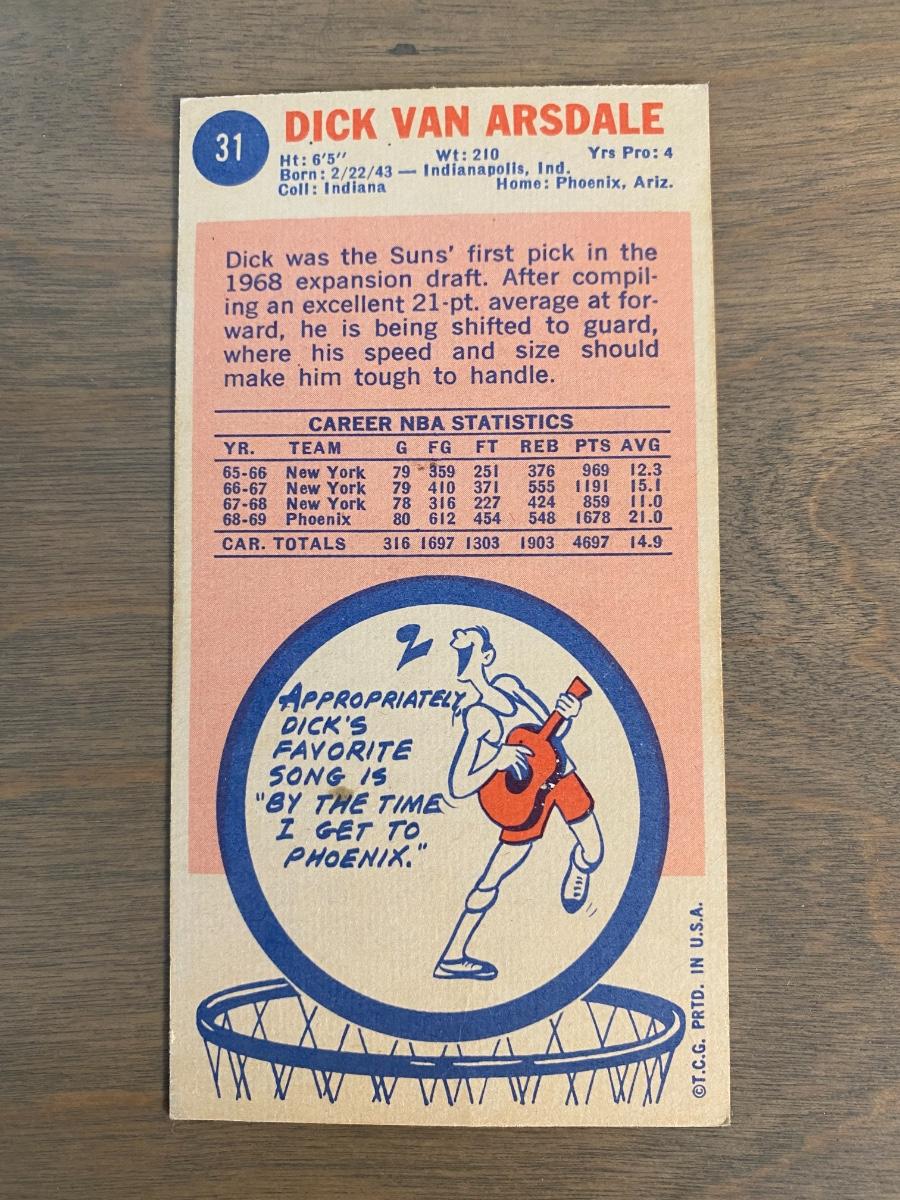 31
DICK VAN ARSDALE
Ht: 6'5" Wt: 210 Yrs Pro: 4
Born: 2/22/43 — Indianapolis, Ind.
Coll: Indiana Home: Phoenix, Ariz.
Dick was the Suns' first pick in the
1968 expansion draft. After compil-
ing an excellent 21-pt. average at for-
ward, he is being shifted to guard,
where his speed and size should
make him tough to handle.
CAREER NBA STATISTICS
YR. TEAM G FG FT REB PTS AVG
65-66 New York 79 359 251 376 969 12.3
66-67 New York 79 410 371 555 1191 15.1
67-68 New York 78 316 227 424 859 11.0
68-69 Phoenix 80 612 454 548 1678 21.0
CAR. TOTALS 316 1697 1303 1903 4697 14.9
APPROPRIATELY,
DICK'S
FAVORITE
SONG IS
"BY THE TIME
I GET TO
PHOENIX."
©T.C.G. PRTD. IN U.S.A.